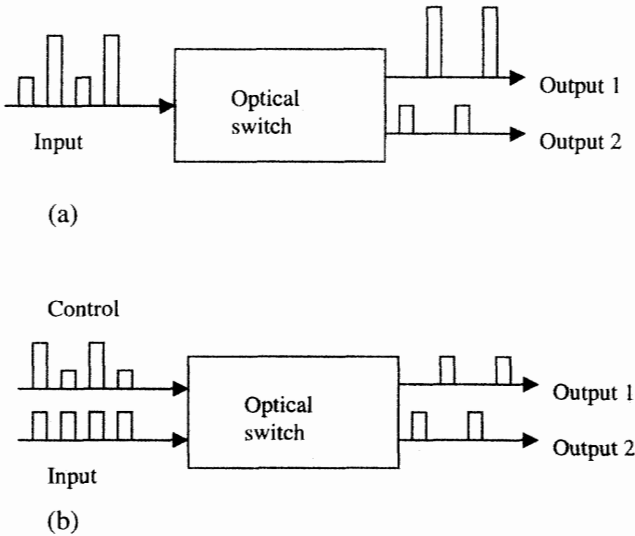 Optical
switch
Output 1
Input
Output 2
(a)
Control
Optical
switch
Output 1
Output 2
Input
(b)